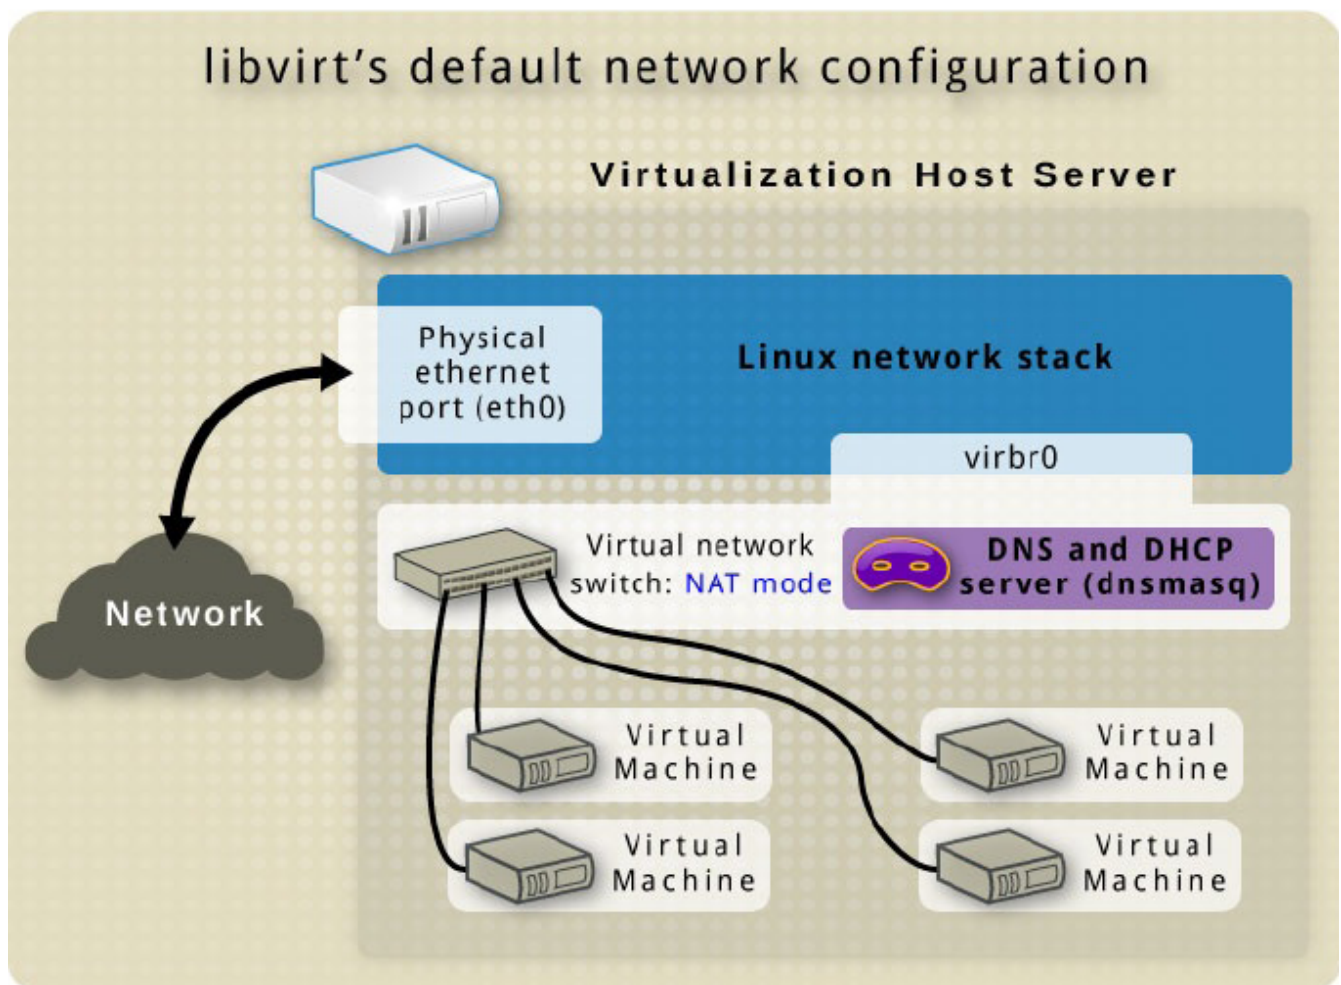 libvirt's default network configuration
Virtualization Host Server
Physical
ethernet
port (eth0)
Linux network stack
virbr0
Virtual network
switch: NAT mode
DNS and DHCP
server (dnsmasq)
Network
Virtual
Machine
Virtual
Machine
Virtual
Machine
Virtual
Machine